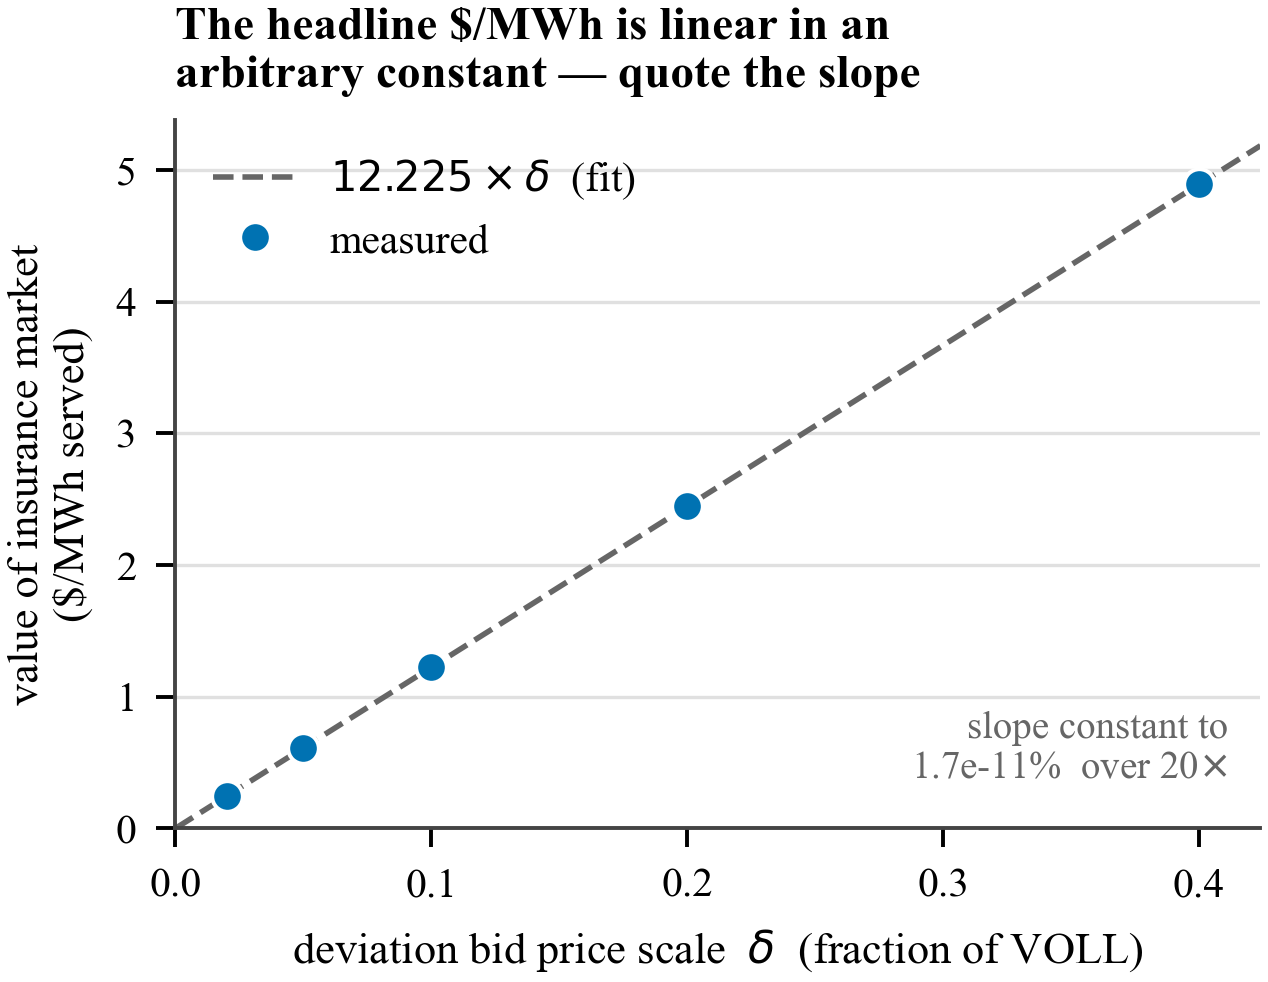 The headline $/MWh is linear in an
arbitrary constant — quote the slope
12.225 × δ (fit)
measured
5
4
3
2
1
0
value of insurance market
($/MWh served)
slope constant to
1.7e-11% over 20×
0.0
0.1
0.2
0.3
0.4
deviation bid price scale δ (fraction of VOLL)